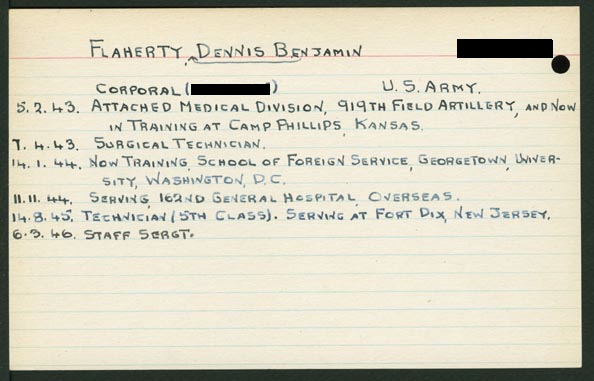 FLAHERTY, DENNIS BENJAMIN
CORPORAL ( ) U.S. ARMY.
5.2.43. ATTACHED MEDICAL DIVISION, 919TH FIELD ARTILLERY, AND NOW
IN TRAINING AT CAMP PHILLIPS, KANSAS.
7.4.43. SURGICAL TECHNICIAN.
14.1.44. NOW TRAINING, SCHOOL OF FOREIGN SERVICE, GEORGETOWN, UNIVER-
SITY, WASHINGTON, D.C.
11.11.44. SERVING, 162ND GENERAL HOSPITAL, OVERSEAS.
14.8.45. TECHNICIAN (5TH CLASS). SERVING AT FORT DIX, NEW JERSEY.
6.3.46. STAFF SERGT.